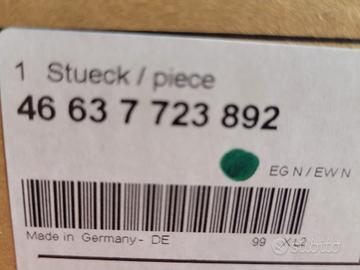 1 Stueck / piece
46 63 7 723 892
EG N / EW N
Made in Germany - DE 99 XL2
Subito